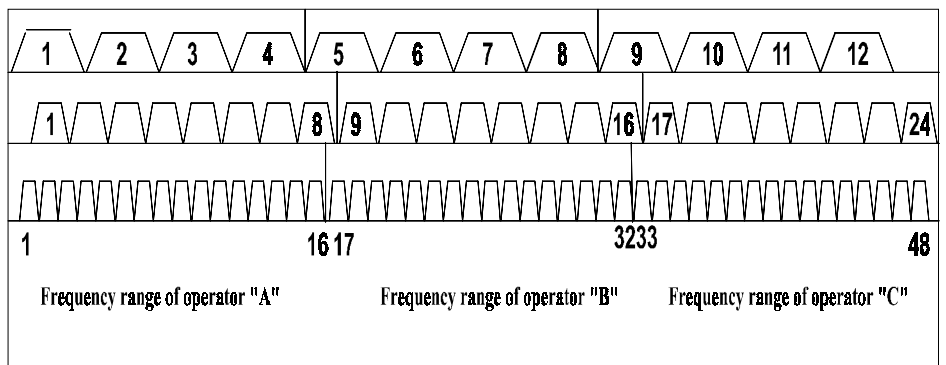 1 2 3 4 5 6 7 8 9 10 11 12
1 8 9 16 17 24
1 16 17 3233 48
Frequency range of operator "A" Frequency range of operator "B" Frequency range of operator "C"